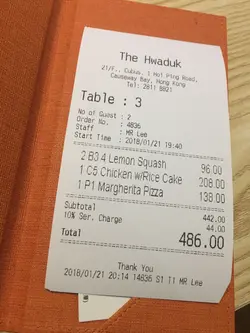 The Hwaduk
21/F., Cubus, 1 Hoi Ping Road,
Causeway Bay, Hong Kong
Tel: 2811 8821
Table : 3
No of Guest : 2
Order No. : 4836
Staff : MR Lee
Start Time : 2018/01/21 19:40
2 B3.4 Lemon Squash 96.00
1 C5 Chicken w/Rice Cake 208.00
1 P1 Margherita Pizza 138.00
Subtotal 442.00
10% Ser. Charge 44.00
Total 486.00
Thank You
2018/01/21 20:14 14836 S1 T1 MR Lee